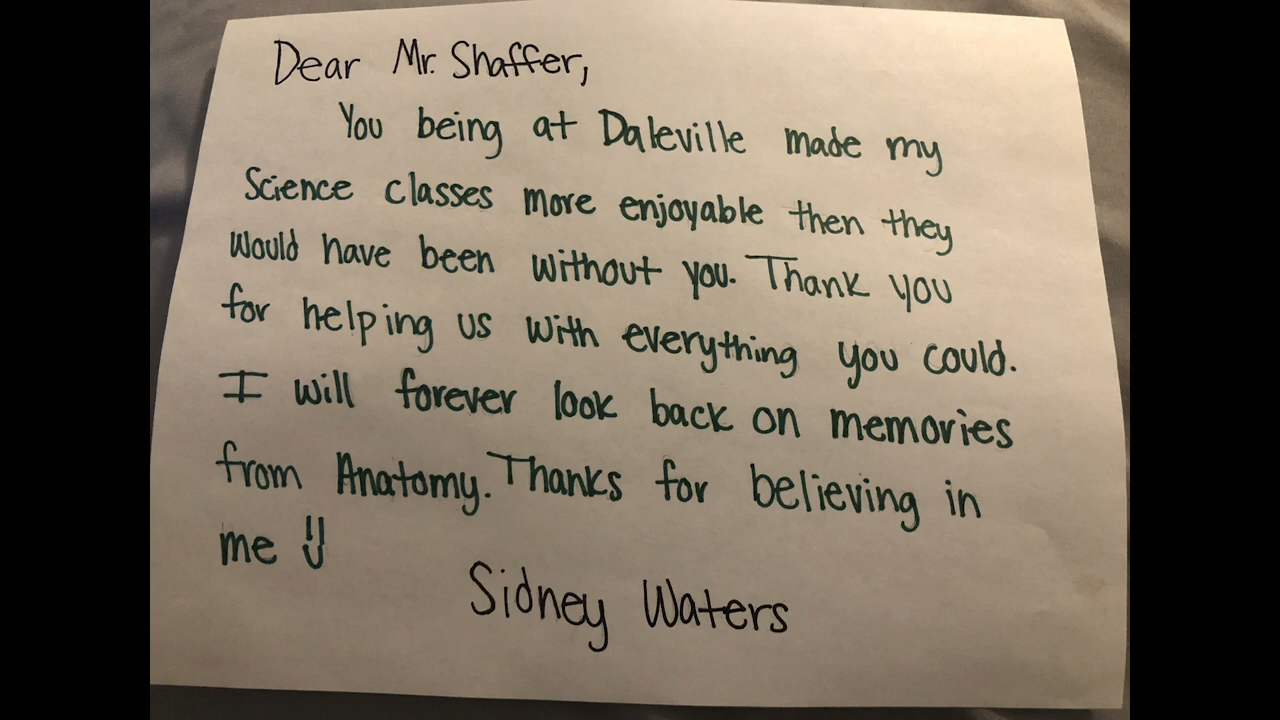 Dear Mr. Shaffer,
You being at Daleville made my
Science classes more enjoyable then they
would have been without you. Thank you
for helping us with everything you could.
I will forever look back on memories
from Anatomy. Thanks for believing in
me :)
Sidney Waters